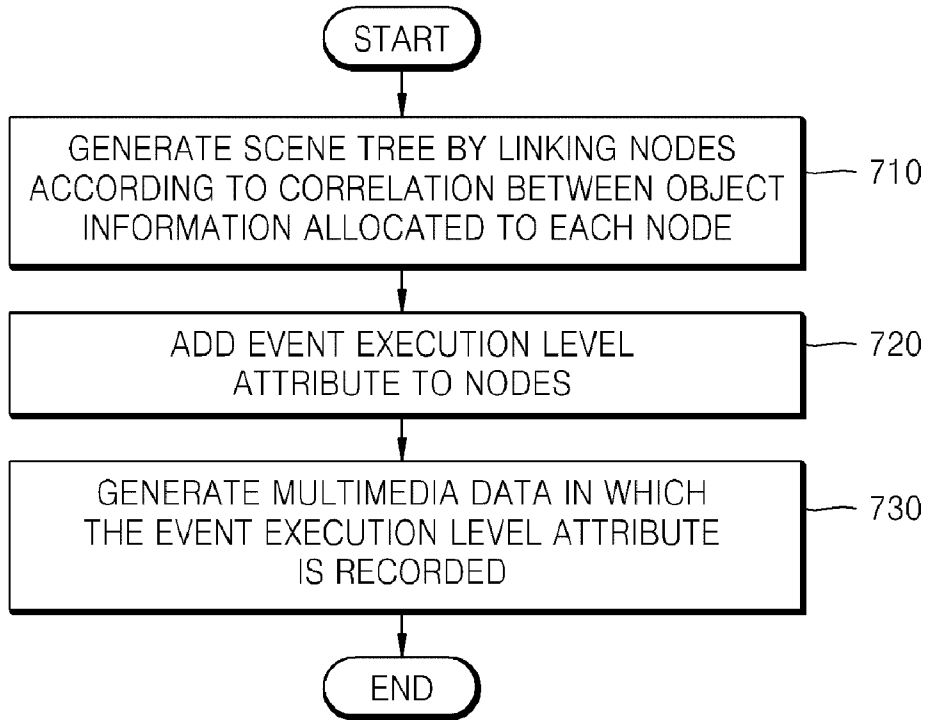 START
GENERATE SCENE TREE BY LINKING NODES
ACCORDING TO CORRELATION BETWEEN OBJECT
INFORMATION ALLOCATED TO EACH NODE
710
ADD EVENT EXECUTION LEVEL
ATTRIBUTE TO NODES
720
GENERATE MULTIMEDIA DATA IN WHICH
THE EVENT EXECUTION LEVEL ATTRIBUTE
IS RECORDED
730
END